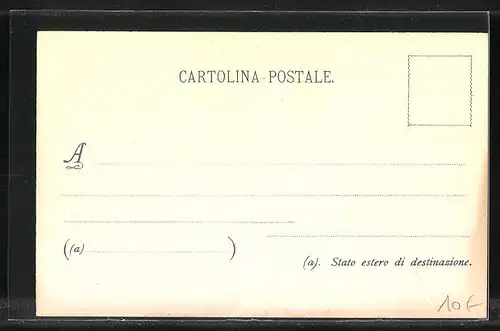 CARTOLINA POSTALE.
A
((a) )
(a). Stato estero di destinazione.
10€